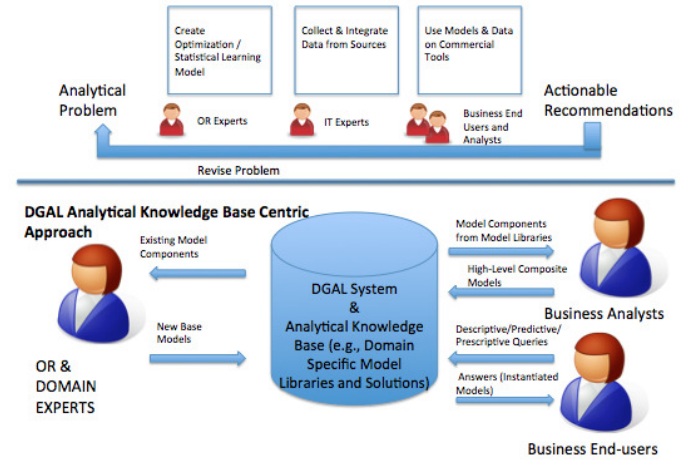 Create
Optimization /
Statistical Learning
Model
Collect & Integrate
Data from Sources
Use Models & Data
on Commercial
Tools
Analytical
Problem
Actionable
Recommendations
OR Experts
IT Experts
Business End
Users and
Analysts
Revise Problem
DGAL Analytical Knowledge Base Centric
Approach
Existing Model
Components
New Base
Models
OR &
DOMAIN
EXPERTS
DGAL System
&
Analytical Knowledge
Base (e.g., Domain
Specific Model
Libraries and Solutions)
Model Components
from Model Libraries
High-Level Composite
Models
Business Analysts
Descriptive/Predictive/
Prescriptive Queries
Answers (Instantiated
Models)
Business End-users